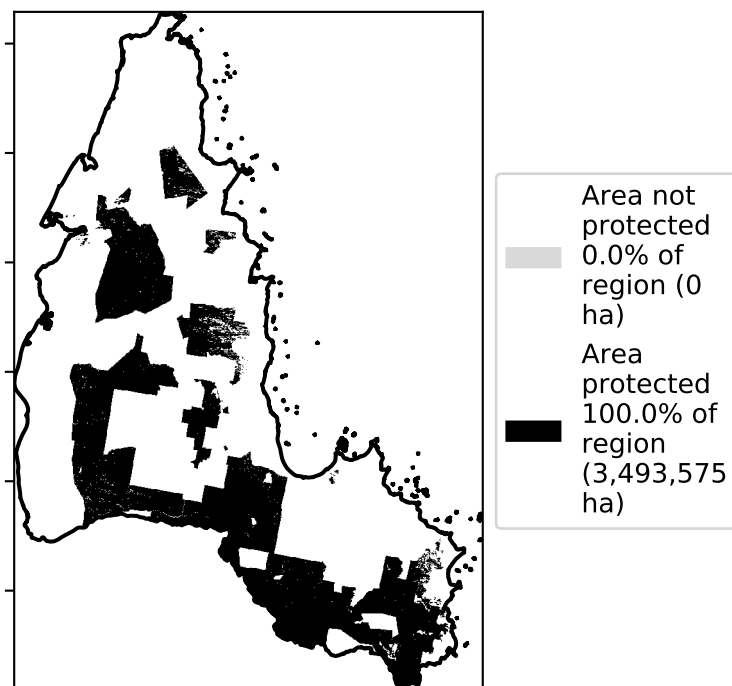 Area not
protected
0.0% of
region (0
ha)
Area
protected
100.0% of
region
(3,493,575
ha)